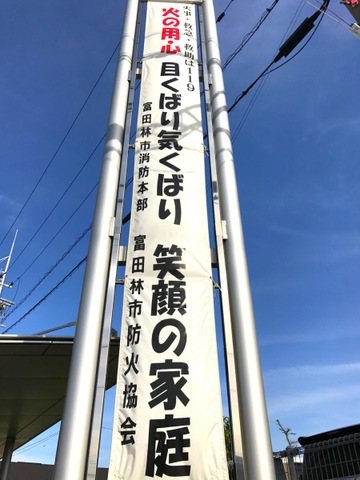 火事・救急・救助は119
火の用・心
目くばり気くばり 笑顔の家庭
富田林市消防本部 富田林市防火協会